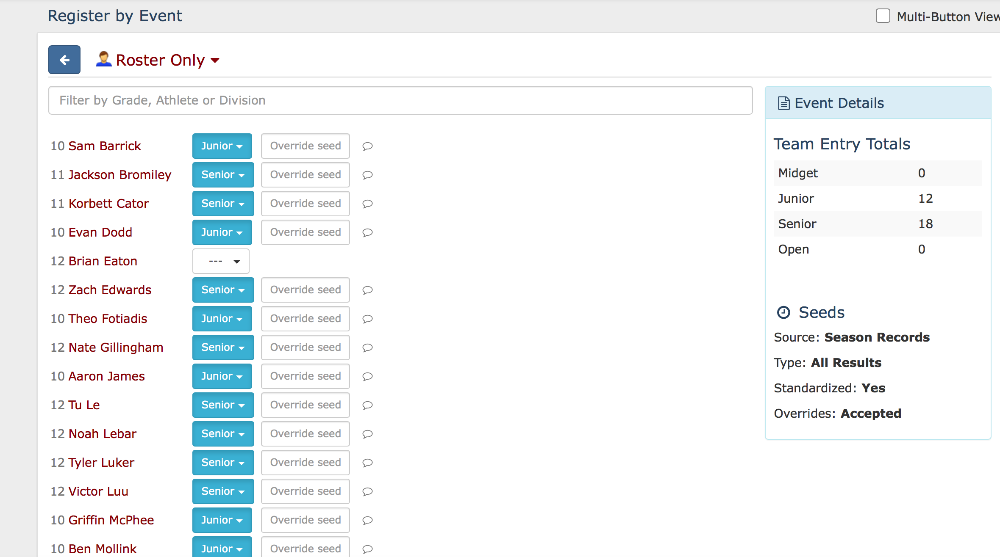 Register by Event
Multi-Button View
Roster Only
Filter by Grade, Athlete or Division
10 Sam Barrick Junior Override seed
11 Jackson Bromiley Senior Override seed
11 Korbett Cator Senior Override seed
10 Evan Dodd Junior Override seed
12 Brian Eaton ---
12 Zach Edwards Senior Override seed
10 Theo Fotiadis Junior Override seed
12 Nate Gillingham Senior Override seed
10 Aaron James Junior Override seed
12 Tu Le Senior Override seed
12 Noah Lebar Senior Override seed
12 Tyler Luker Senior Override seed
12 Victor Luu Senior Override seed
10 Griffin McPhee Junior Override seed
10 Ben Mollink Junior Override seed
Event Details
Team Entry Totals
Midget 0
Junior 12
Senior 18
Open 0
Seeds
Source: Season Records
Type: All Results
Standardized: Yes
Overrides: Accepted